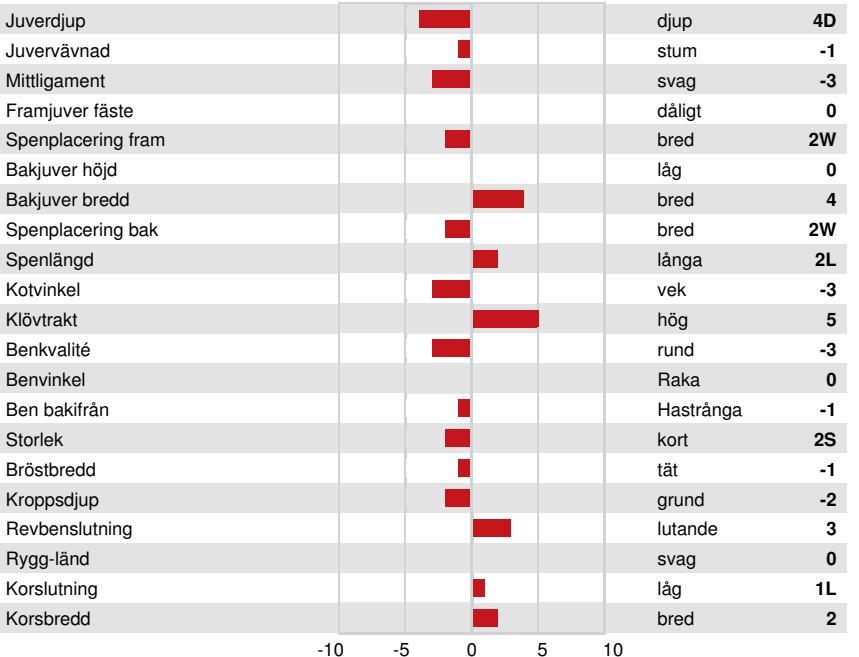 Juverdjup djup 4D
Juvervävnad stum -1
Mittligament svag -3
Framjuver fäste dåligt 0
Spenplacering fram bred 2W
Bakjuver höjd låg 0
Bakjuver bredd bred 4
Spenplacering bak bred 2W
Spenlängd långa 2L
Kotvinkel vek -3
Klövtrakt hög 5
Benkvalité rund -3
Benvinkel Raka 0
Ben bakifrån Hastrånga -1
Storlek kort 2S
Bröstbredd tät -1
Kroppsdjup grund -2
Revbenslutning lutande 3
Rygg-länd svag 0
Korslutning låg 1L
Korsbredd bred 2
-10 -5 0 5 10